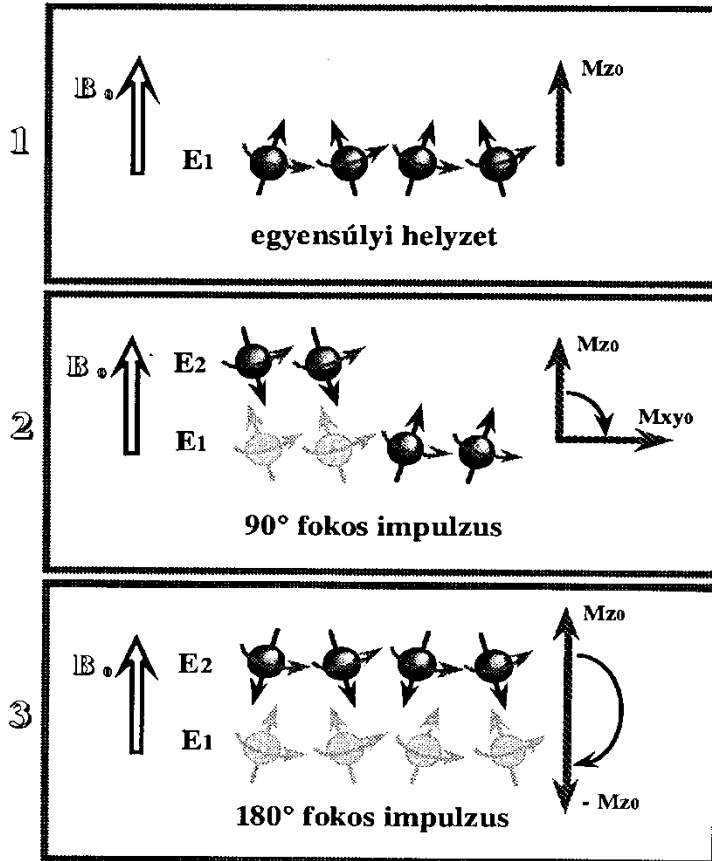 1
B₀
Mz₀
E₁
egyensúlyi helyzet
2
B₀
E₂
Mz₀
E₁
Mxy₀
90° fokos impulzus
3
B₀
E₂
Mz₀
E₁
- Mz₀
180° fokos impulzus